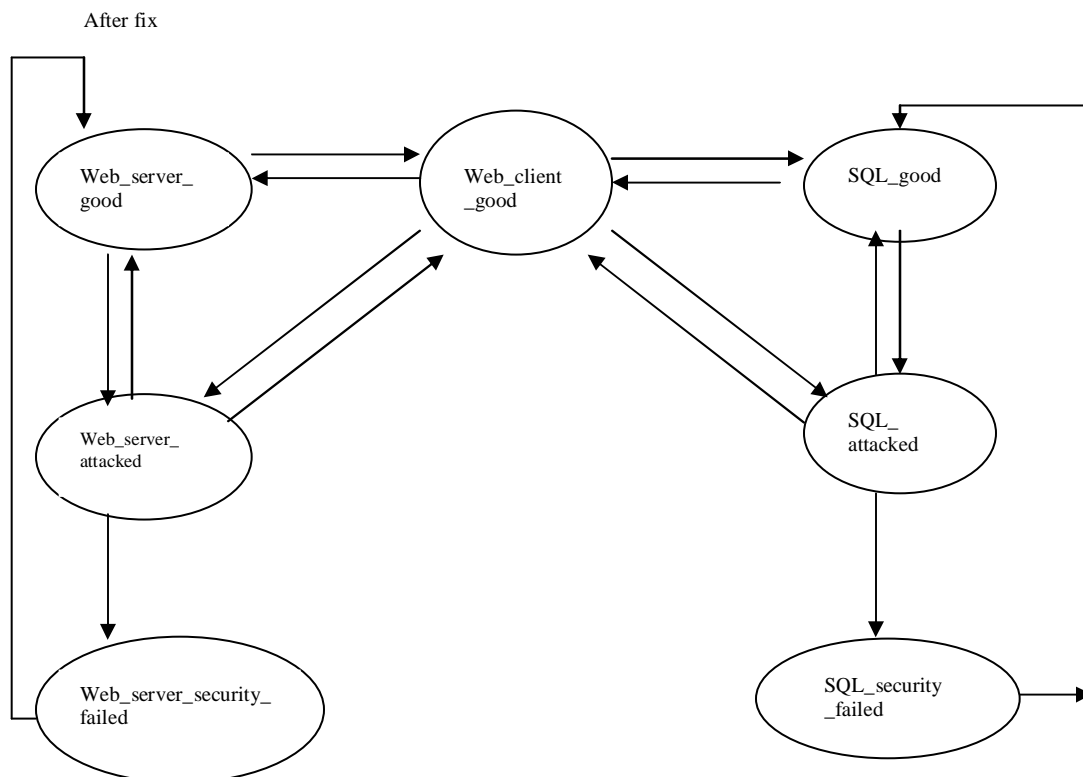 After fix
Web_server_
good
Web_client
_good
SQL_good
Web_server_
attacked
SQL_
attacked
Web_server_security_
failed
SQL_security
_failed